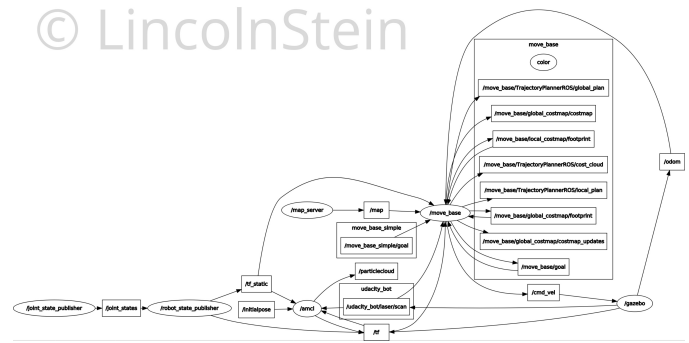 © LincolnStein
move_base
color
/move_base/TrajectoryPlannerROS/global_plan
/move_base/global_costmap/costmap
/move_base/local_costmap/footprint
/move_base/TrajectoryPlannerROS/cost_cloud
/odom
/move_base/TrajectoryPlannerROS/local_plan
/map_server
/map
/move_base
/move_base/global_costmap/footprint
move_base_simple
/move_base_simple/goal
/move_base/global_costmap/costmap_updates
/move_base/goal
/particlecloud
/tf_static
udacity_bot
/cmd_vel
/joint_state_publisher
/joint_states
/robot_state_publisher
/initialpose
/amcl
/udacity_bot/laser/scan
/gazebo
/tf